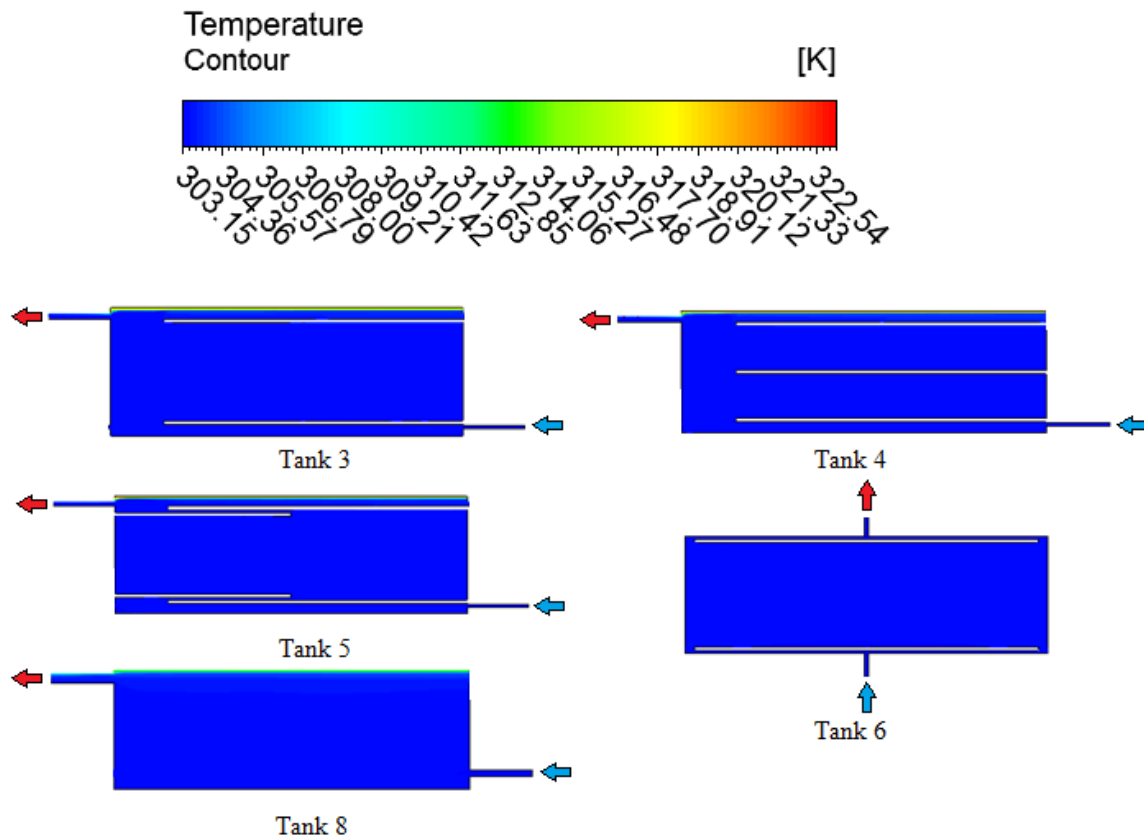 Temperature
Contour [K]
303.15 304.36 305.57 306.79 308.00 309.21 310.42 311.63 312.85 314.06 315.27 316.48 317.70 318.91 320.12 321.33 322.54
Tank 3 Tank 4
Tank 5
Tank 6
Tank 8